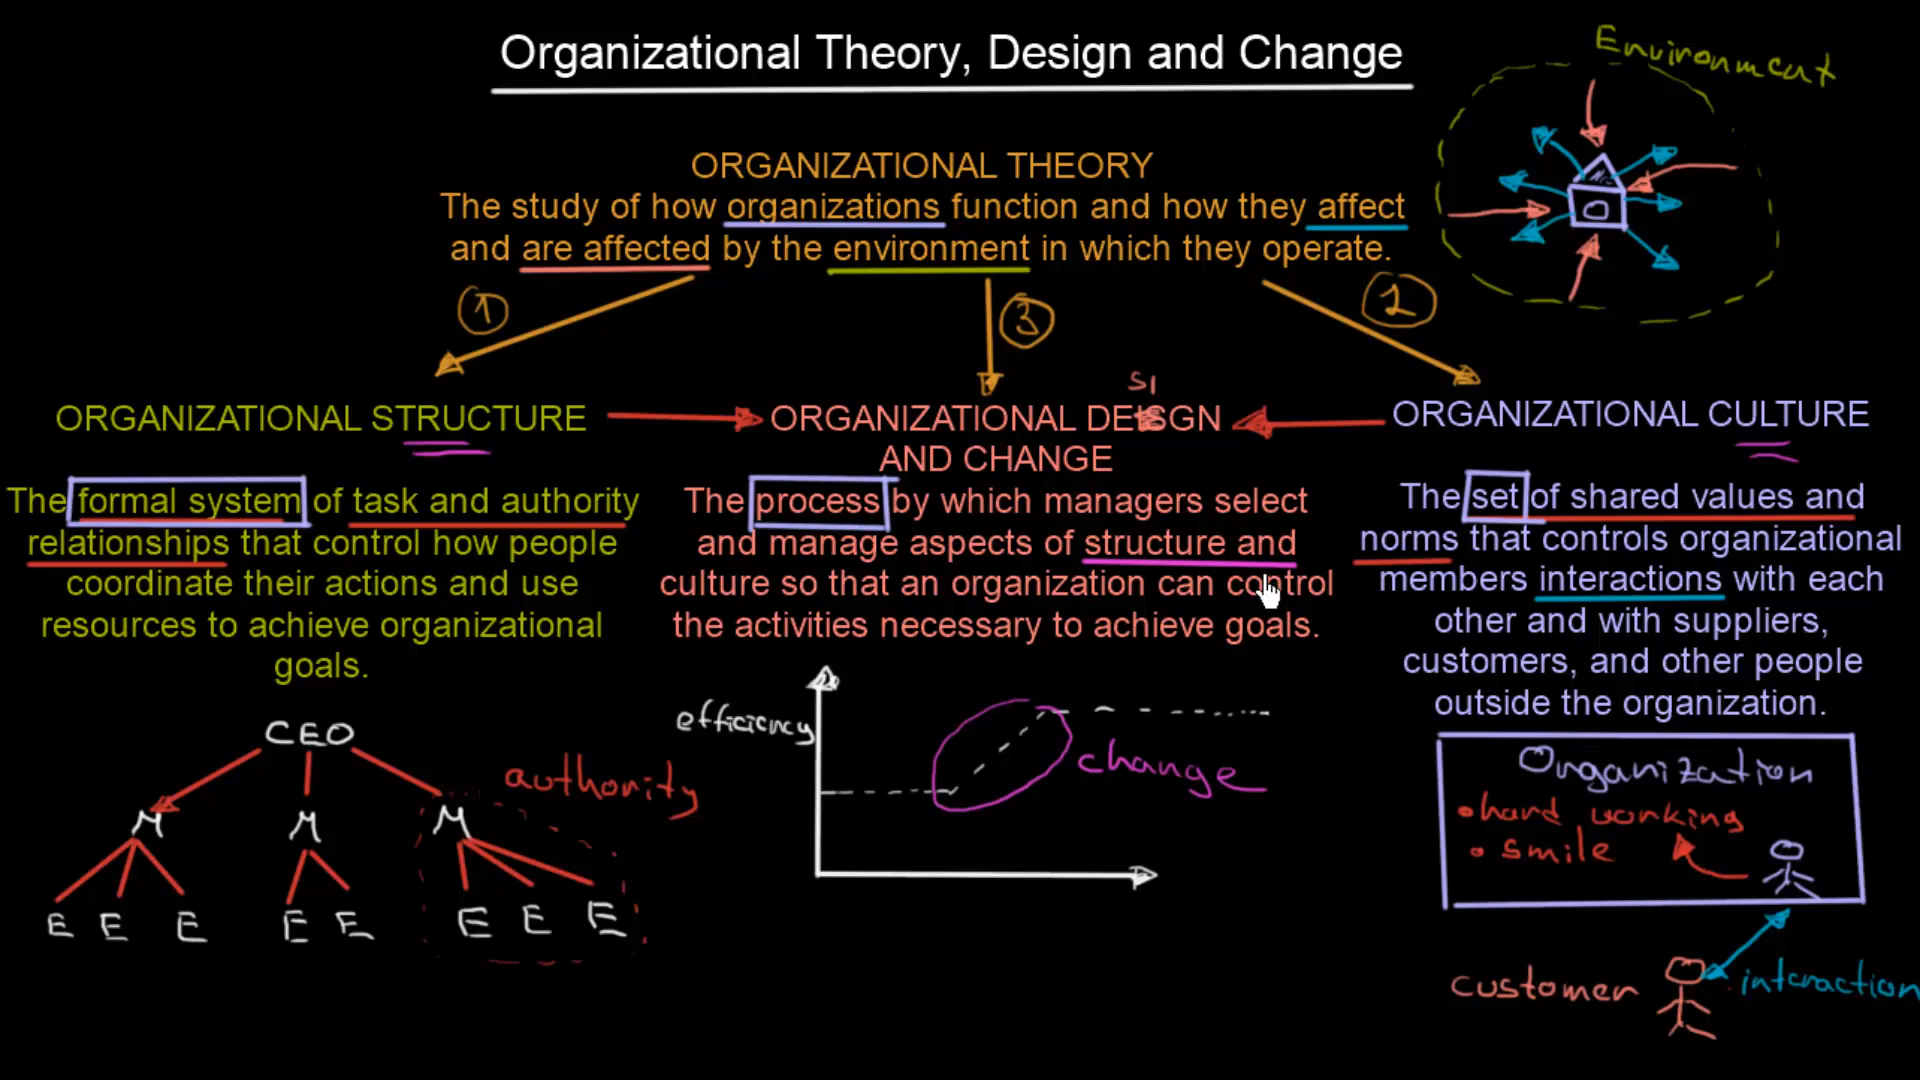 Organizational Theory, Design and Change
Environment
ORGANIZATIONAL THEORY
The study of how organizations function and how they affect
and are affected by the environment in which they operate.
1
3
2
ORGANIZATIONAL STRUCTURE
The formal system of task and authority
relationships that control how people
coordinate their actions and use
resources to achieve organizational
goals.
SI
ORGANIZATIONAL DEISGN
AND CHANGE
The process by which managers select
and manage aspects of structure and
culture so that an organization can control
the activities necessary to achieve goals.
ORGANIZATIONAL CULTURE
The set of shared values and
norms that controls organizational
members interactions with each
other and with suppliers,
customers, and other people
outside the organization.
CEO
authority
M M M
E E E E E E E E
efficiency
change
Organization
• hard working
• smile
customer
interaction